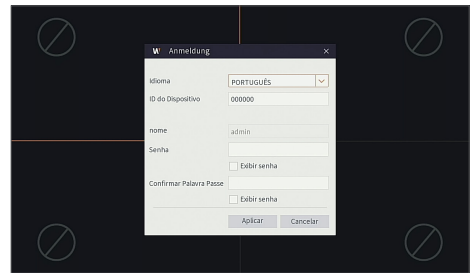 W Anmeldung ×
Idioma PORTUGUÊS
ID do Dispositivo 000000
nome admin
Senha
Exibir senha
Confirmar Palavra Passe
Exibir senha
Aplicar Cancelar